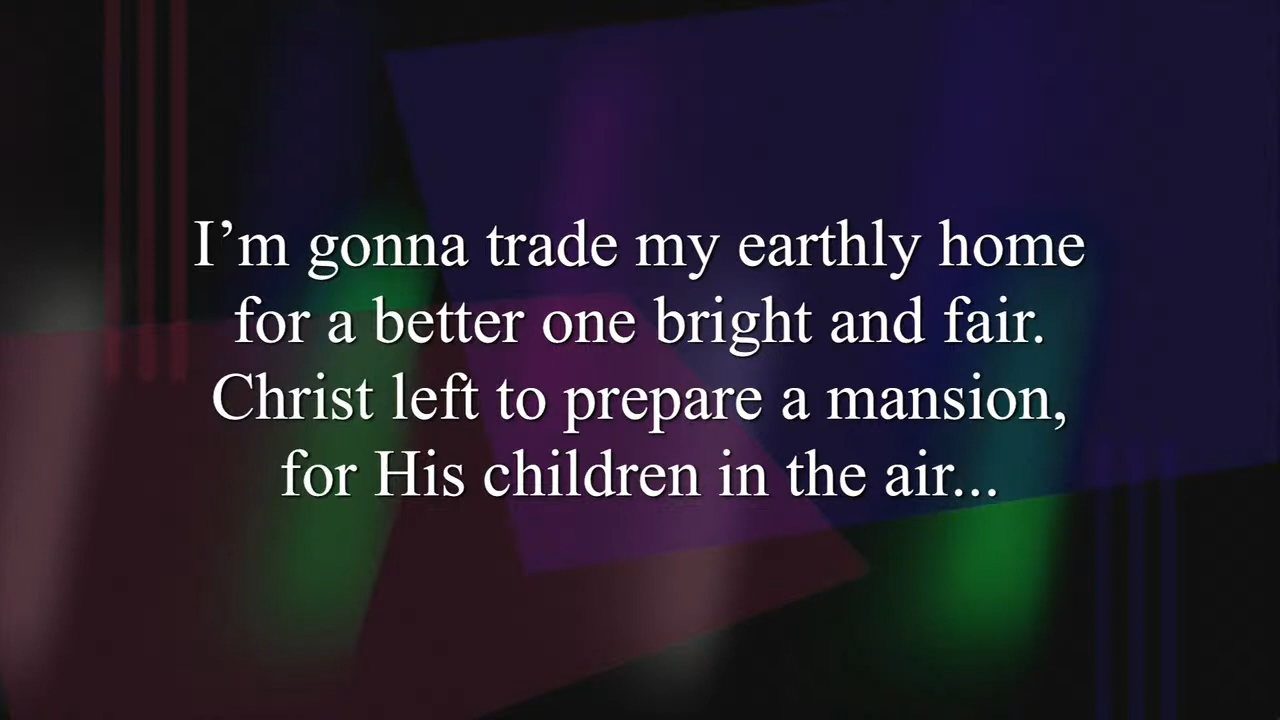 I’m gonna trade my earthly home
for a better one bright and fair.
Christ left to prepare a mansion,
for His children in the air...